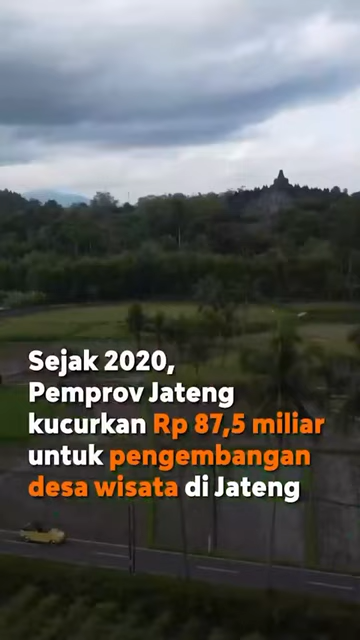 Sejak 2020,
Pemprov Jateng
kucurkan Rp 87,5 miliar
untuk pengembangan
desa wisata di Jateng